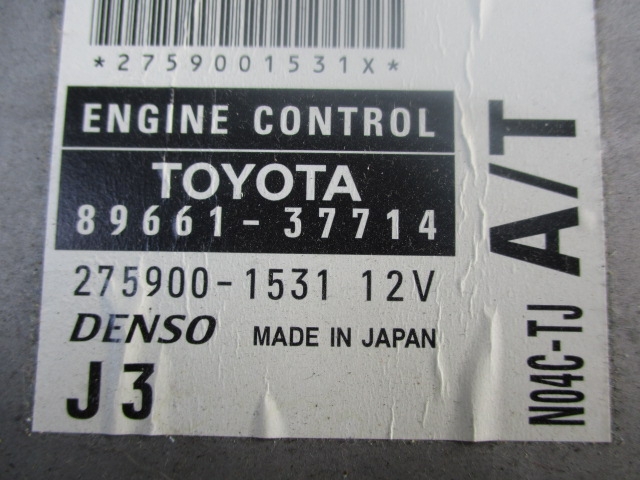 *2759001531X*
ENGINE CONTROL
TOYOTA
89661-37714
275900-1531 12V
DENSO MADE IN JAPAN
J3
A/T
N04C-TJ